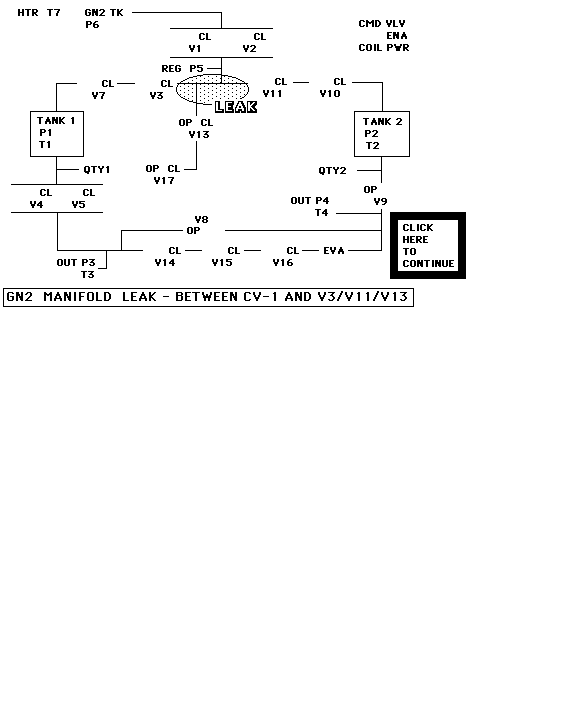 HTR T7 GN2 TK
P6
CMD VLV
ENA
COIL PWR
CL CL
V1 V2
REG P5
CL CL CL CL
V7 V3 V11 V10
LEAK
TANK 1
P1
T1
OP CL
V13
TANK 2
P2
T2
QTY1
OP CL
V17
QTY2
CL CL
V4 V5
OP
V9
OUT P4
T4
V8
OP
CL CL CL EVA
V14 V15 V16
OUT P3
T3
CLICK
HERE
TO
CONTINUE
GN2 MANIFOLD LEAK - BETWEEN CV-1 AND V3/V11/V13